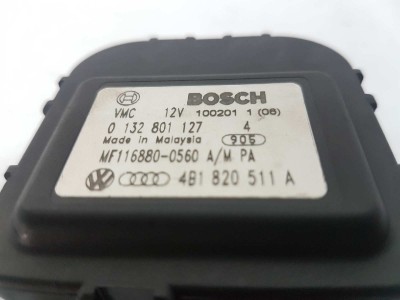 BOSCH
VMC 12V 100201 1 (08)
0 132 801 127 4
Made in Malaysia 905
MF116880-0560 A/M PA
4B1 820 511 A